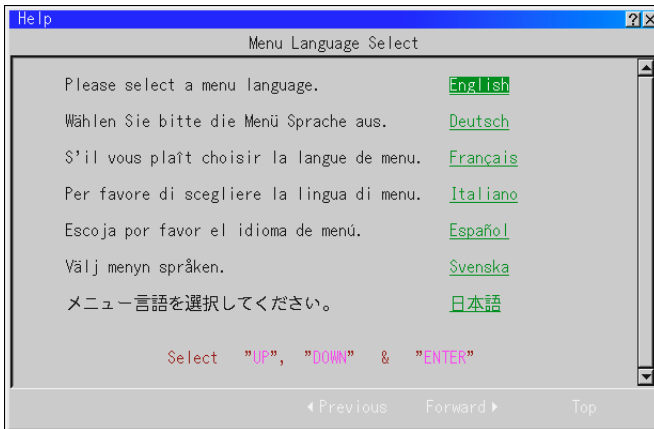 Help
Menu Language Select
Please select a menu language. English
Wählen Sie bitte die Menü Sprache aus. Deutsch
S'il vous plaît choisir la langue de menu. Français
Per favore di scegliere la lingua di menu. Italiano
Escoja por favor el idioma de menú. Español
Välj menyn språken. Svenska
メニュー言語を選択してください。 日本語
Select "UP", "DOWN" & "ENTER"
Previous Forward Top